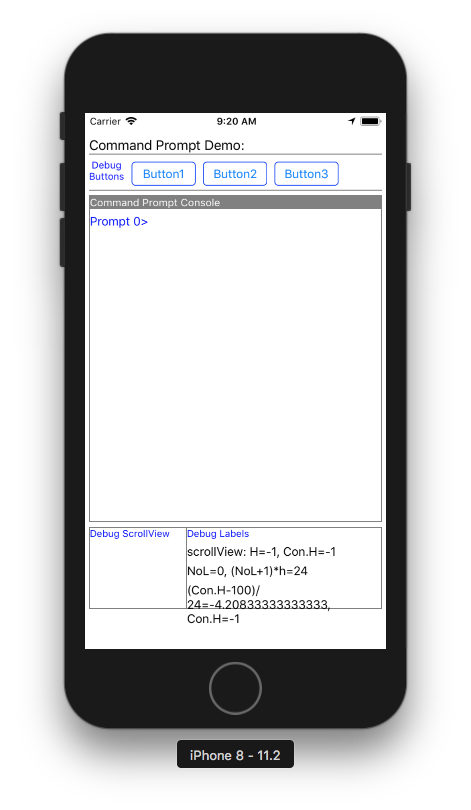 Carrier 9:20 AM
Command Prompt Demo:
Debug
Buttons
Button1 Button2 Button3
Command Prompt Console
Prompt 0>
Debug ScrollView
Debug Labels
scrollView: H=-1, Con.H=-1
NoL=0, (NoL+1)*h=24
(Con.H-100)/
24=-4.20833333333333,
Con.H=-1
iPhone 8 - 11.2